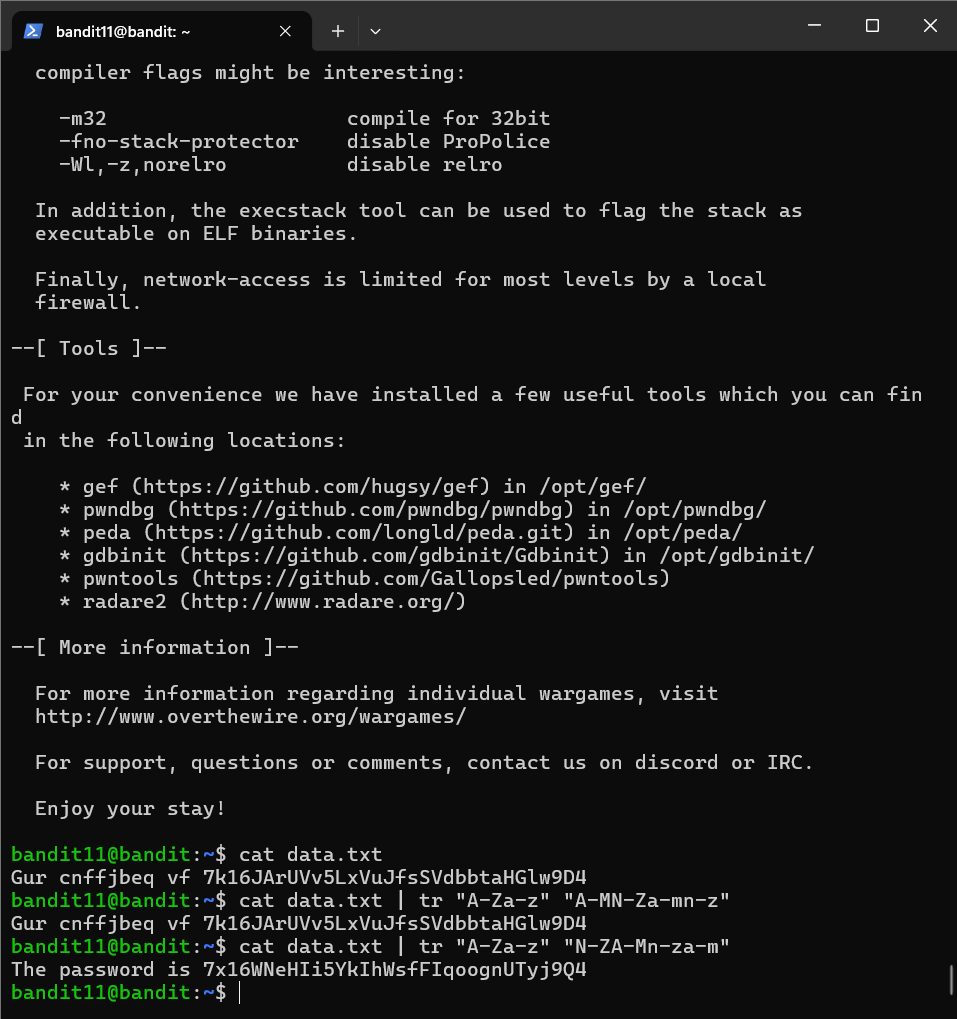 bandit11@bandit: ~
compiler flags might be interesting:
-m32 compile for 32bit
-fno-stack-protector disable ProPolice
-Wl,-z,norelro disable relro
In addition, the execstack tool can be used to flag the stack as
executable on ELF binaries.
Finally, network-access is limited for most levels by a local
firewall.
--[ Tools ]--
For your convenience we have installed a few useful tools which you can fin
d
in the following locations:
* gef (https://github.com/hugsy/gef) in /opt/gef/
* pwndbg (https://github.com/pwndbg/pwndbg) in /opt/pwndbg/
* peda (https://github.com/longld/peda.git) in /opt/peda/
* gdbinit (https://github.com/gdbinit/Gdbinit) in /opt/gdbinit/
* pwntools (https://github.com/Gallopsled/pwntools)
* radare2 (http://www.radare.org/)
--[ More information ]--
For more information regarding individual wargames, visit
http://www.overthewire.org/wargames/
For support, questions or comments, contact us on discord or IRC.
Enjoy your stay!
bandit11@bandit:~$ cat data.txt
Gur cnffjbeq vf 7k16JArUVv5LxVuJfsSVdbbtaHGlw9D4
bandit11@bandit:~$ cat data.txt | tr "A-Za-z" "A-MN-Za-mn-z"
Gur cnffjbeq vf 7k16JArUVv5LxVuJfsSVdbbtaHGlw9D4
bandit11@bandit:~$ cat data.txt | tr "A-Za-z" "N-ZA-Mn-za-m"
The password is 7x16WNeHIi5YkIhWsfFIqoognUTyj9Q4
bandit11@bandit:~$